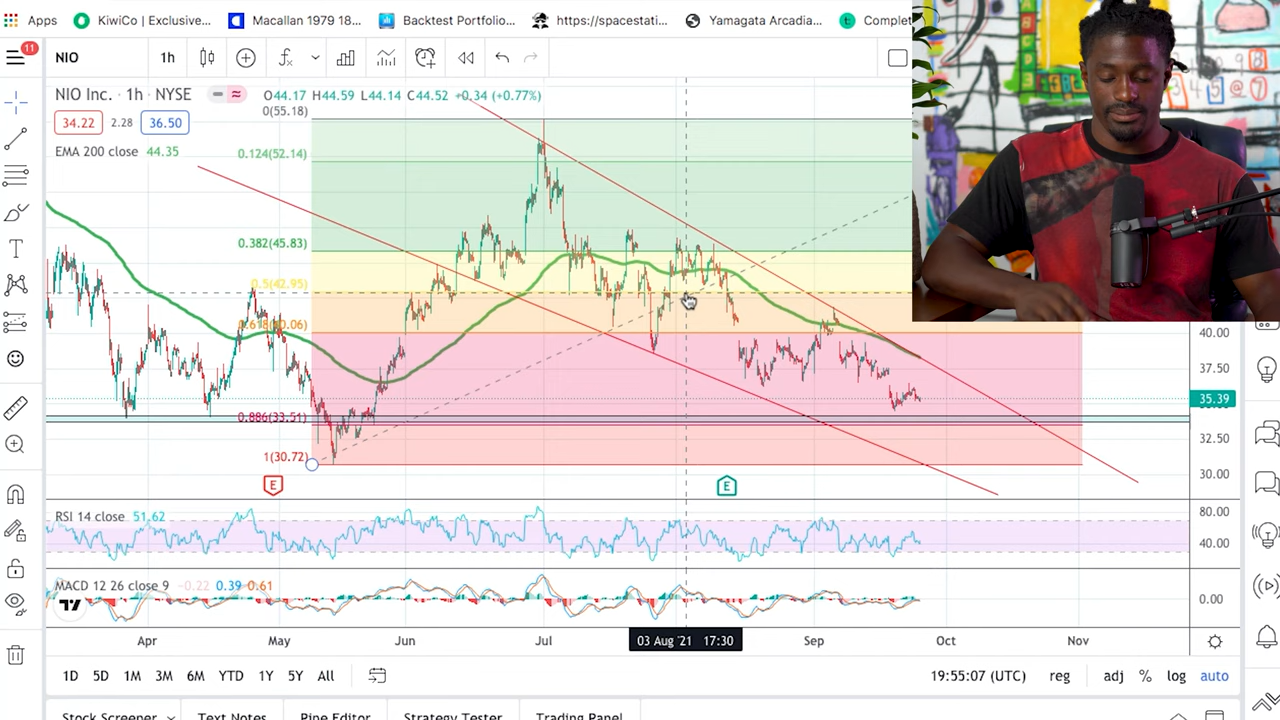 Apps KiwiCo | Exclusive... Macallan 1979 18... Backtest Portfolio... https://spacestati... Yamagata Arcadia... Complet
11
NIO 1h
NIO Inc. · 1h · NYSE O44.17 H44.59 L44.14 C44.52 +0.34 (+0.77%)
34.22 2.28 36.50
EMA 200 close 44.35
0(55.18)
0.124(52.14)
0.382(45.83)
0.5(42.95)
0.618(40.06)
0.886(33.51)
1(30.72)
40.00
37.50
35.39
32.50
30.00
E E
RSI 14 close 51.62
80.00
40.00
MACD 12 26 close 9 -0.22 0.39 0.61
0.00
Apr May Jun Jul 03 Aug '21 17:30 Sep Oct Nov
1D 5D 1M 3M 6M YTD 1Y 5Y All 19:55:07 (UTC) reg adj % log auto
Stock Screener Text Notes Pine Editor Strategy Tester Trading Panel